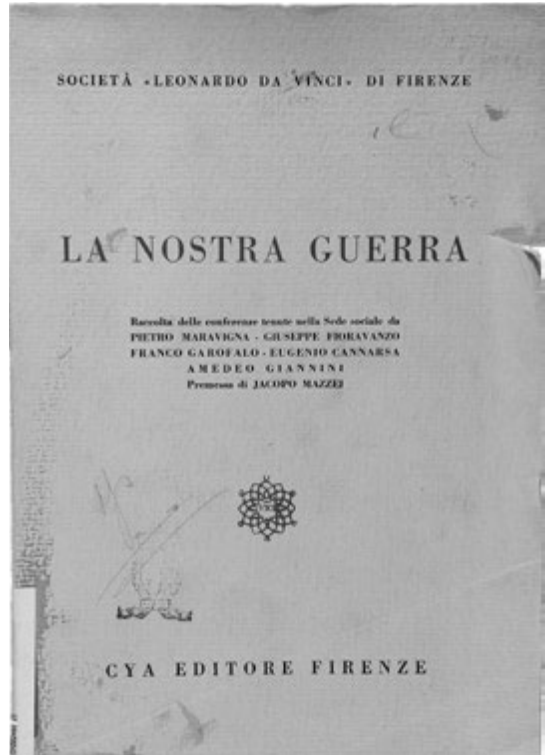 SOCIETÀ «LEONARDO DA VINCI» DI FIRENZE
LA NOSTRA GUERRA
Raccolta delle conferenze tenute nella Sede sociale da
PIETRO MARAVIGNA - GIUSEPPE FIORAVANZO
FRANCO GAROFALO - EUGENIO CANNARSA
AMEDEO GIANNINI
Premessa di JACOPO MAZZEI
CYA EDITORE FIRENZE